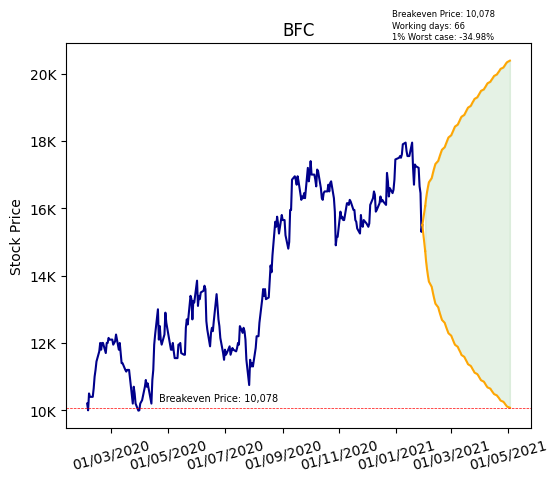 Breakeven Price: 10,078
Working days: 66
1% Worst case: -34.98%
BFC
Stock Price
20K
18K
16K
14K
12K
10K
Breakeven Price: 10,078
01/03/2020
01/05/2020
01/07/2020
01/09/2020
01/11/2020
01/01/2021
01/03/2021
01/05/2021